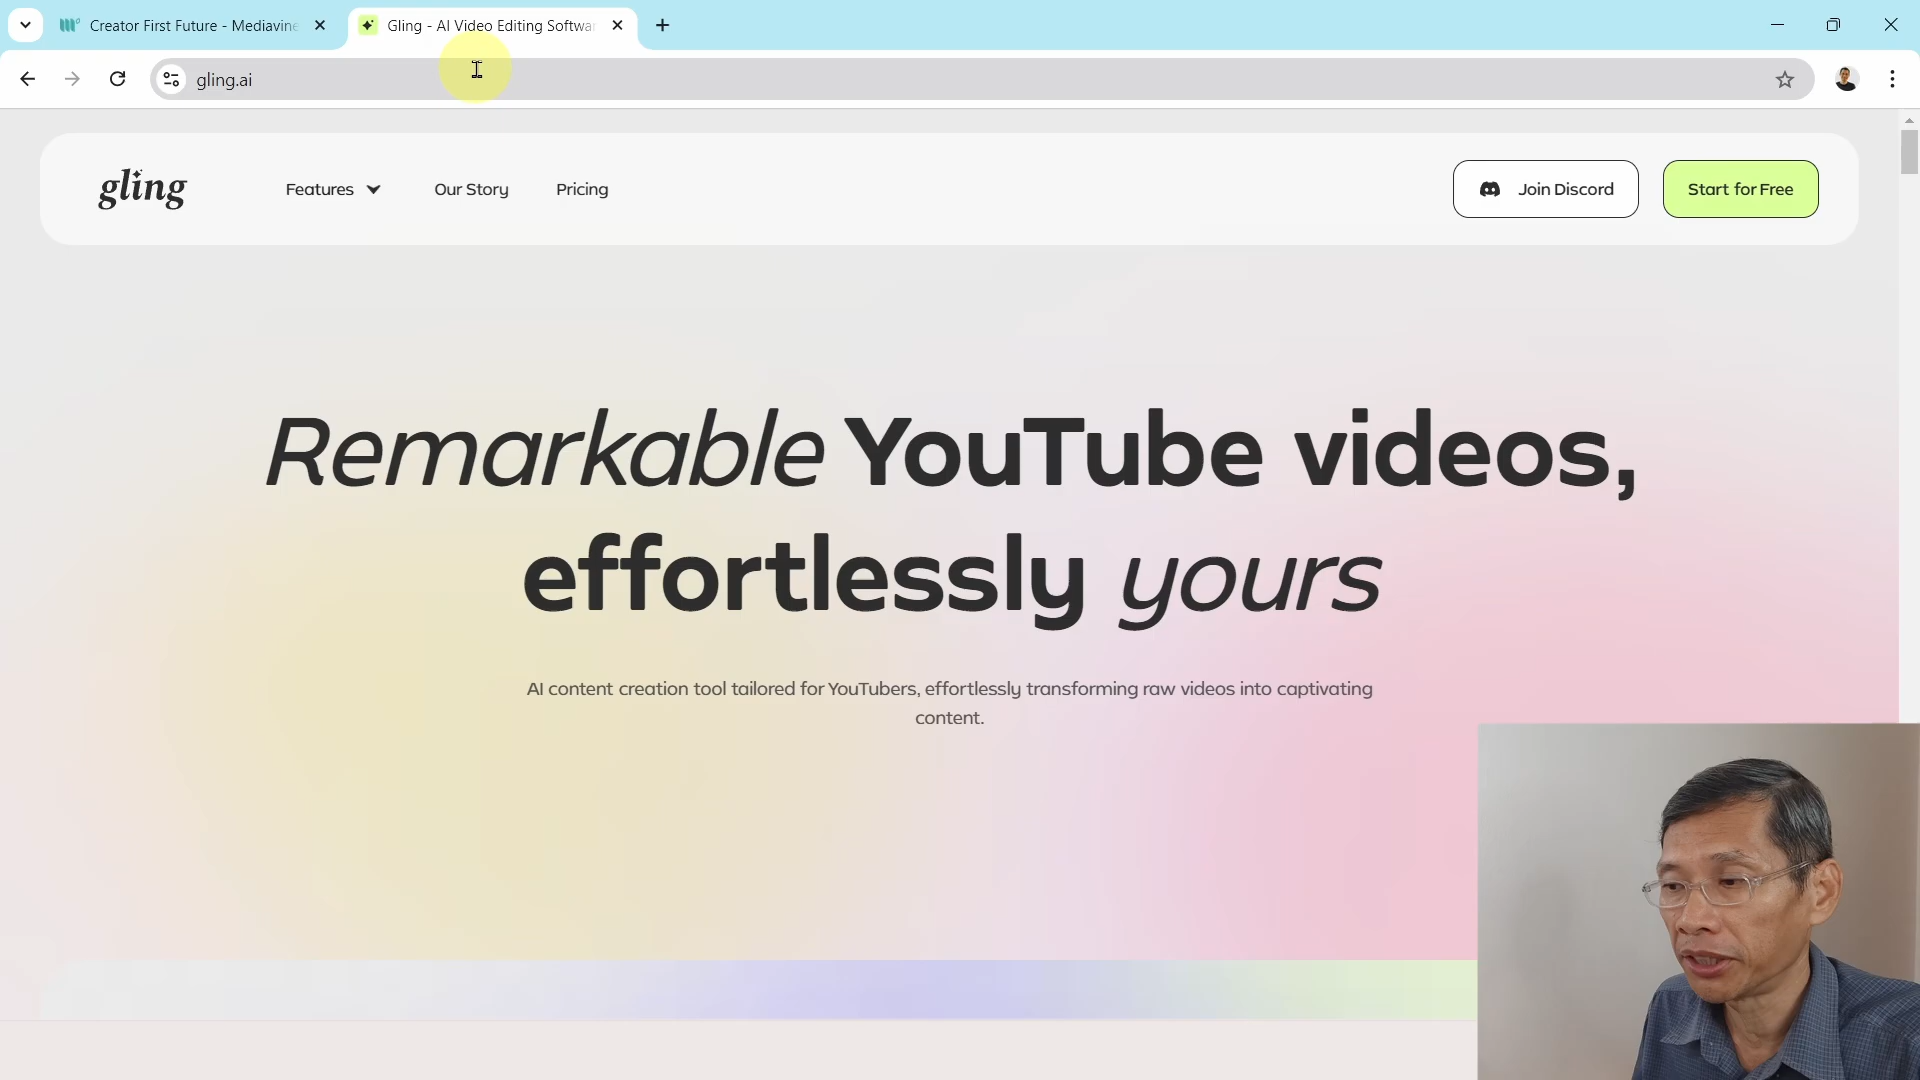 Creator First Future - Mediavine
Gling - AI Video Editing Softwar
gling.ai
gling
Features
Our Story
Pricing
Join Discord
Start for Free
Remarkable YouTube videos,
effortlessly yours
AI content creation tool tailored for YouTubers, effortlessly transforming raw videos into captivating
content.